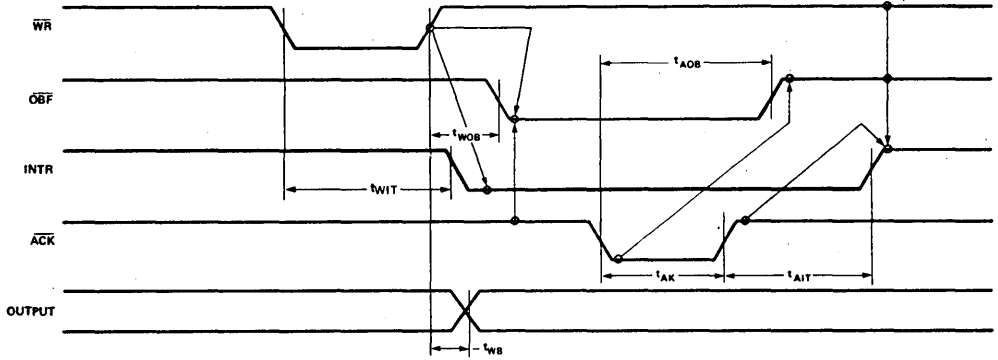 WR
tAOB
OBF
tWOB
INTR
tWIT
ACK
tAK
tAIT
OUTPUT
tWB